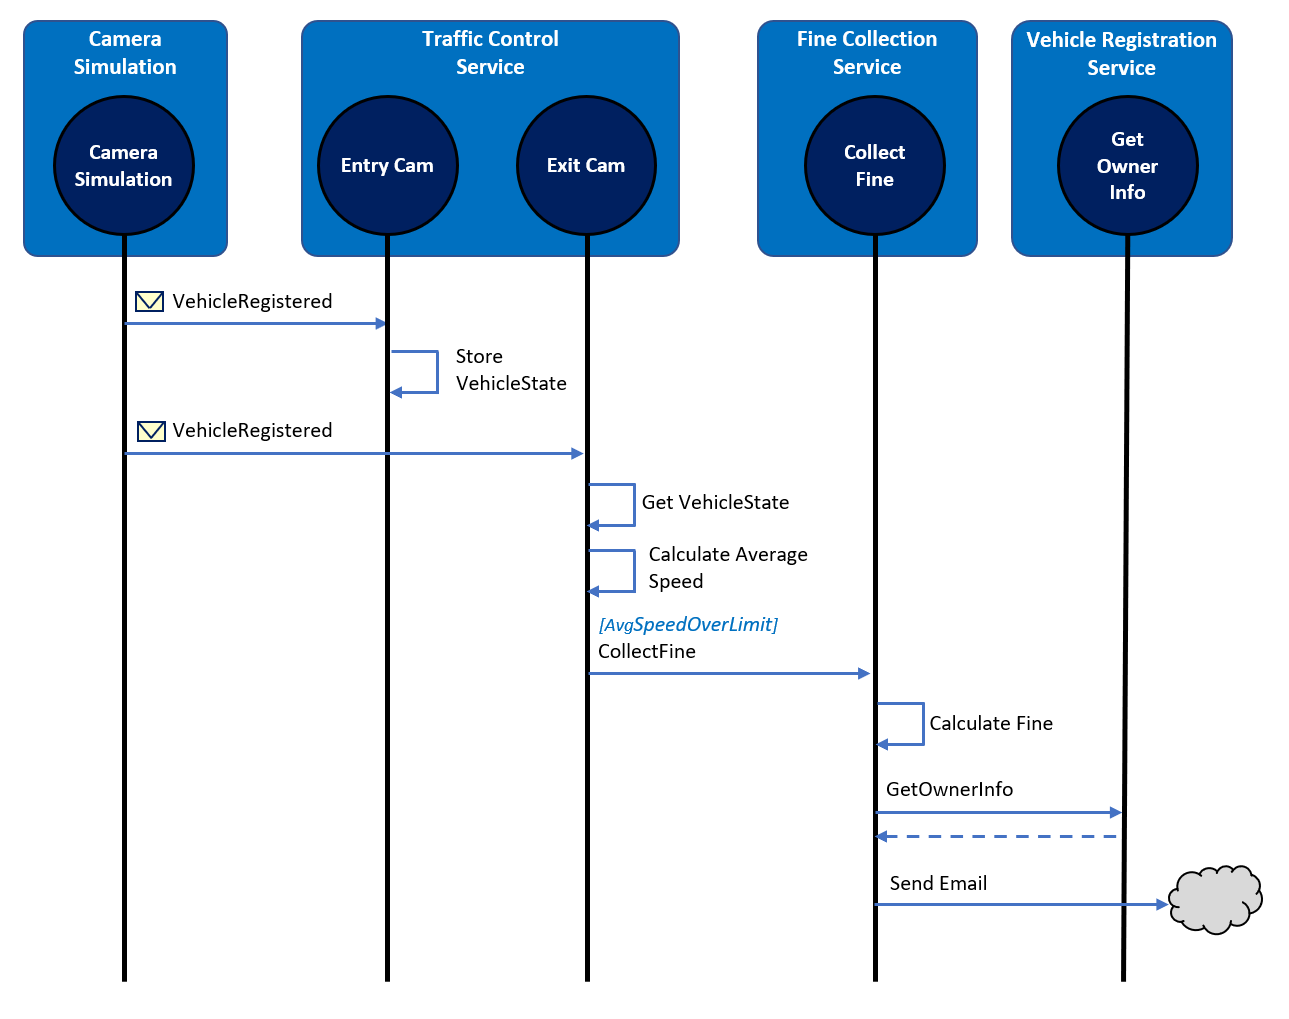 Camera
Simulation
Traffic Control
Service
Fine Collection
Service
Vehicle Registration
Service
Camera
Simulation
Entry Cam
Exit Cam
Collect
Fine
Get
Owner
Info
VehicleRegistered
Store
VehicleState
VehicleRegistered
Get VehicleState
Calculate Average
Speed
[AvgSpeedOverLimit]
CollectFine
Calculate Fine
GetOwnerInfo
Send Email